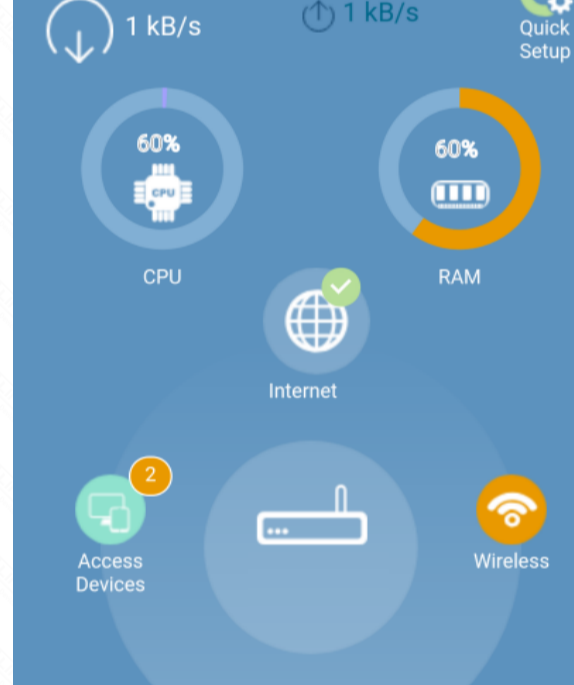 1 kB/s
1 kB/s
Quick
Setup
60%
CPU
60%
CPU
RAM
Internet
2
Access
Devices
Wireless